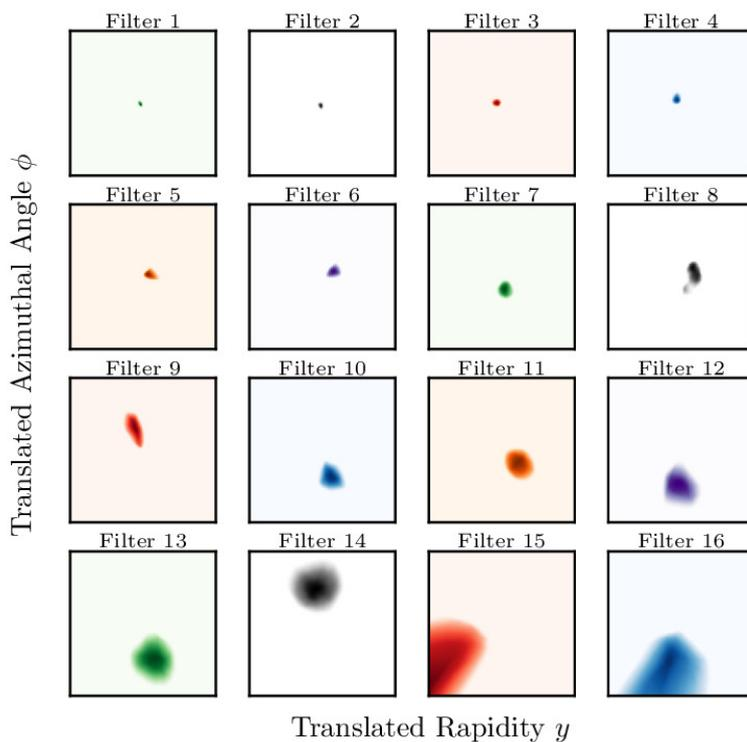 Filter 1
Filter 2
Filter 3
Filter 4
Filter 5
Filter 6
Filter 7
Filter 8
Filter 9
Filter 10
Filter 11
Filter 12
Filter 13
Filter 14
Filter 15
Filter 16
Translated Azimuthal Angle ϕ
Translated Rapidity y